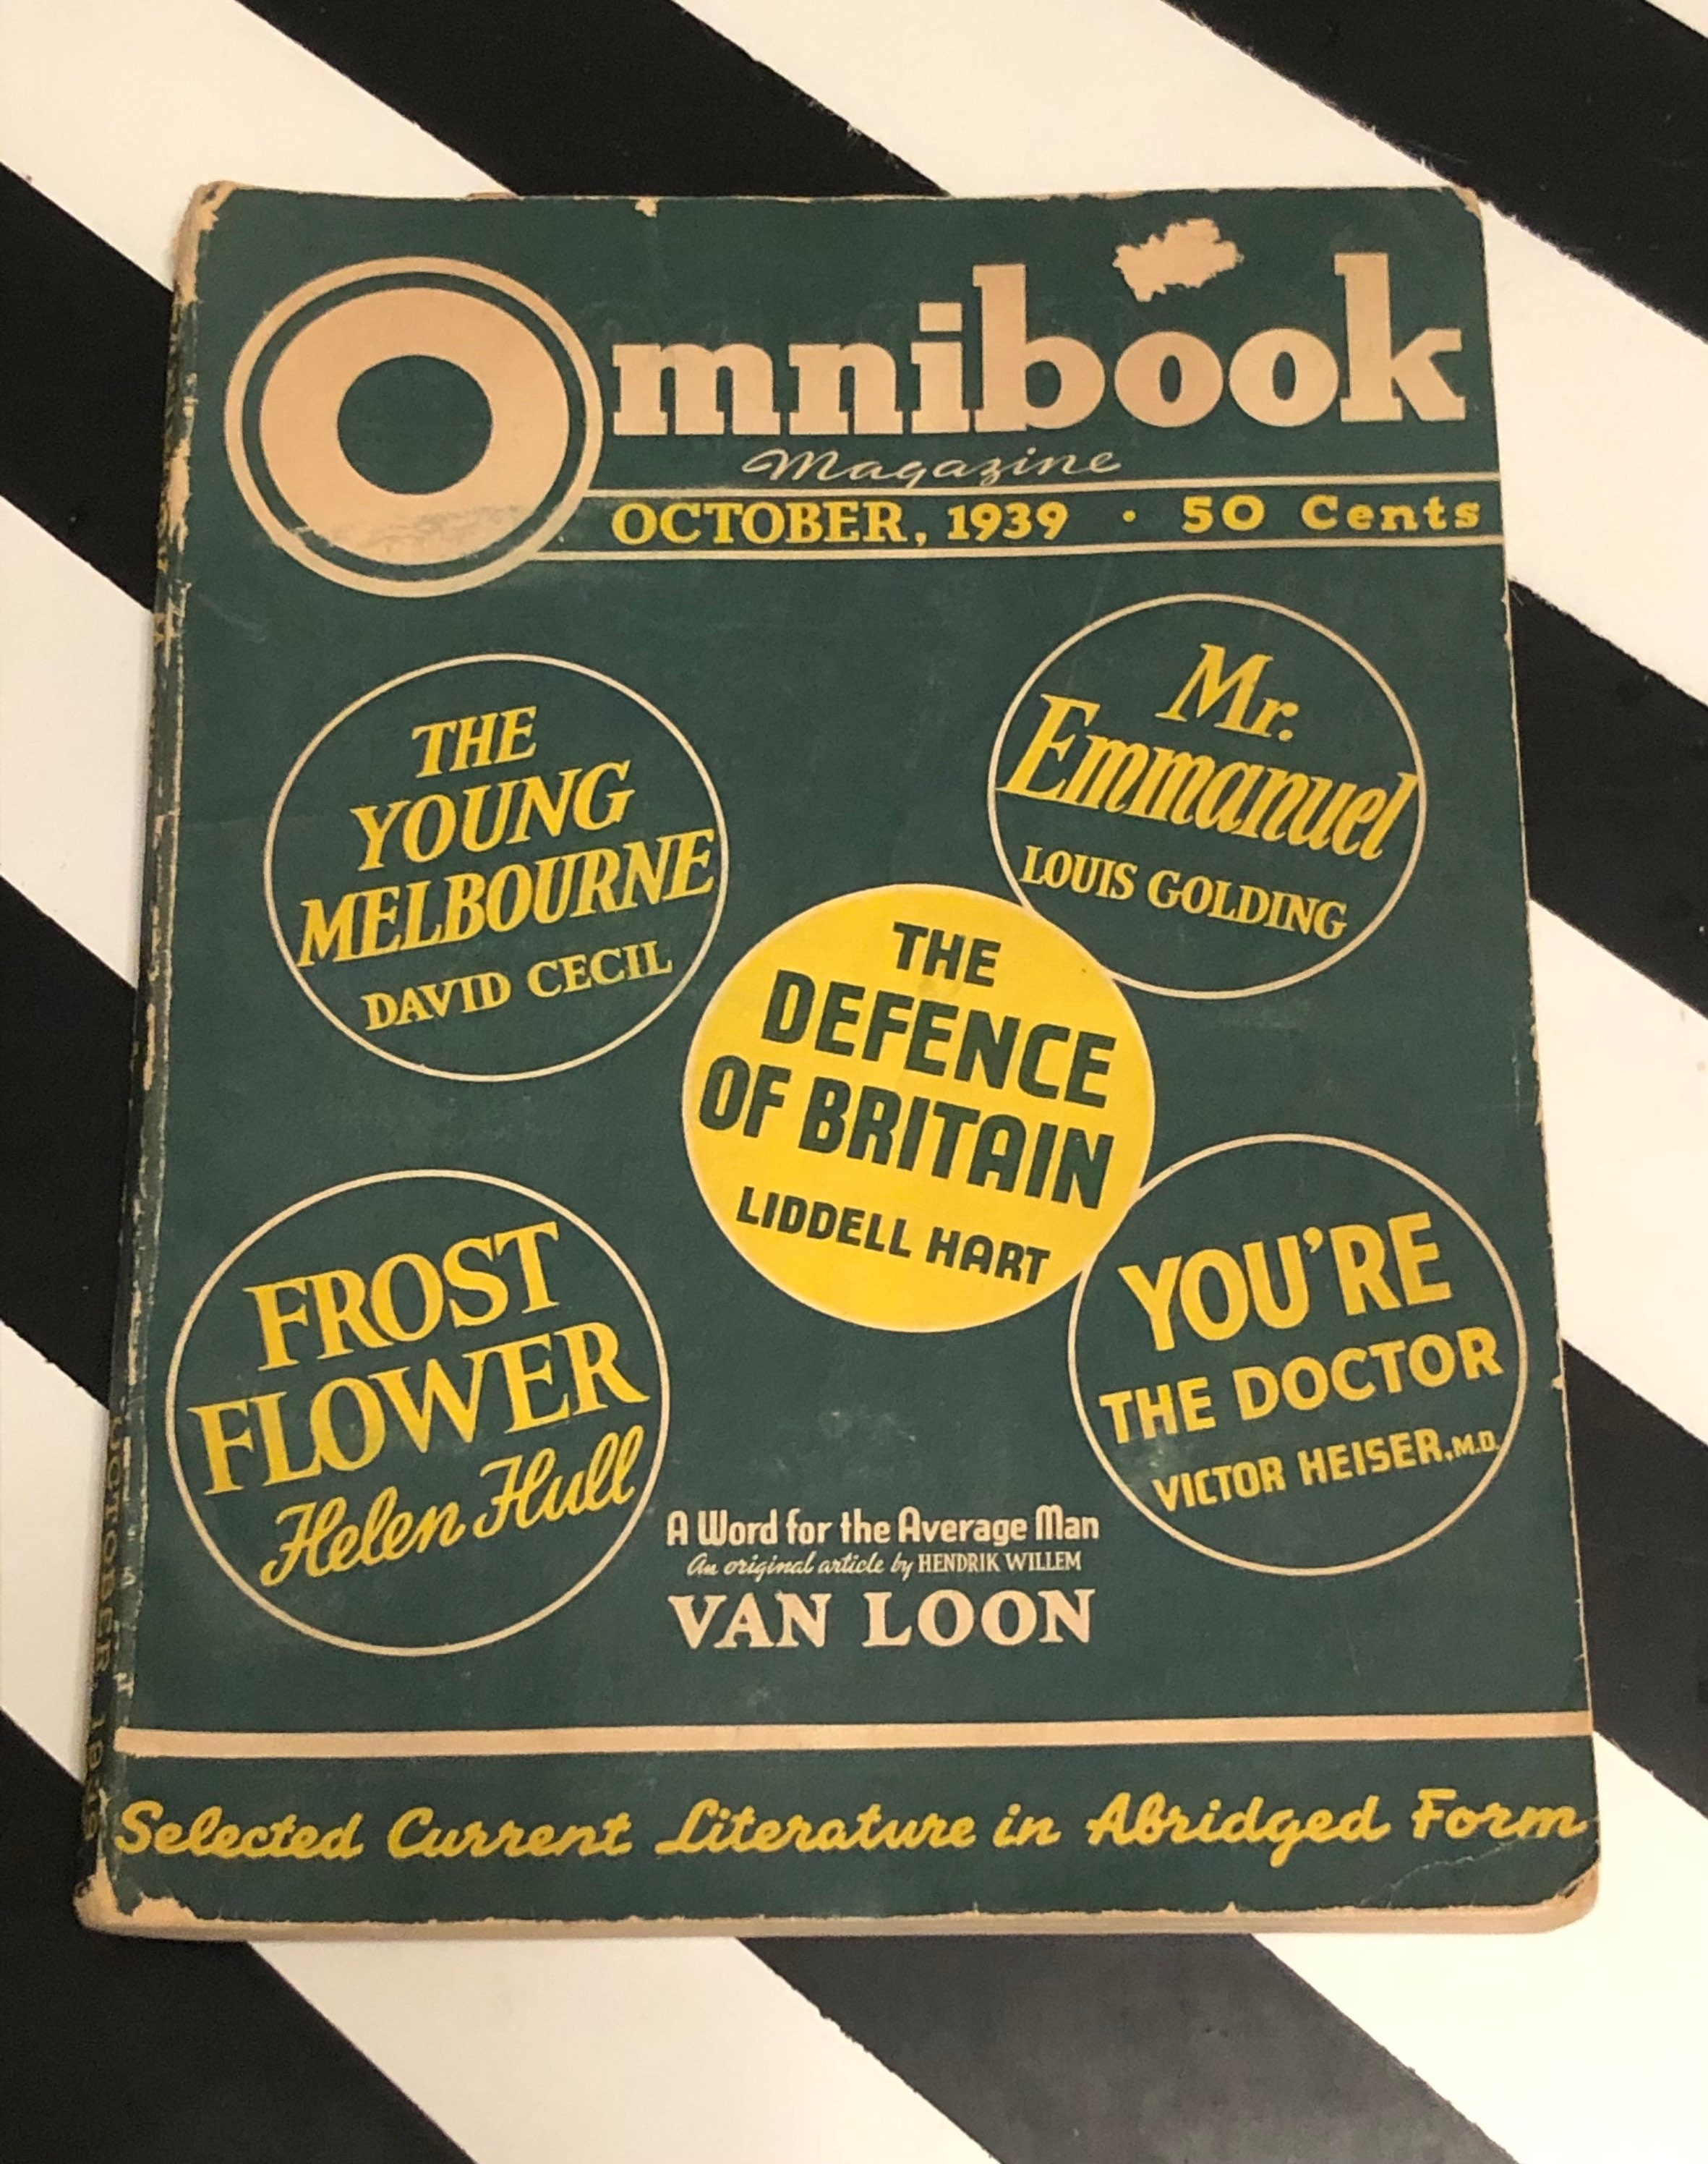 Omnibook
Magazine
OCTOBER, 1939 • 50 Cents
THE
YOUNG
MELBOURNE
DAVID CECIL
Mr.
Emmanuel
LOUIS GOLDING
THE
DEFENCE
OF BRITAIN
LIDDELL HART
FROST
FLOWER
Helen Hull
YOU'RE
THE DOCTOR
VICTOR HEISER, M.D.
A Word for the Average Man
An original article by HENDRIK WILLEM
VAN LOON
Selected Current Literature in Abridged Form
OCTOBER, 1939